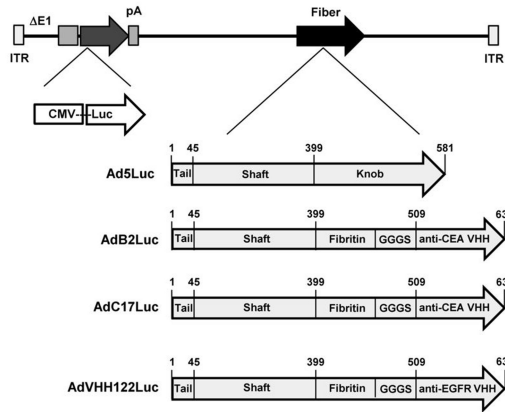 ΔE1 pA Fiber
ITR ITR
CMV Luc
1 45 399 581
Ad5Luc Tail Shaft Knob
1 45 399 509
AdB2Luc Tail Shaft Fibritin GGGS anti-CEA VHH
1 45 399 509
AdC17Luc Tail Shaft Fibritin GGGS anti-CEA VHH
1 45 399 509
AdVHH122Luc Tail Shaft Fibritin GGGS anti-EGFR VHH